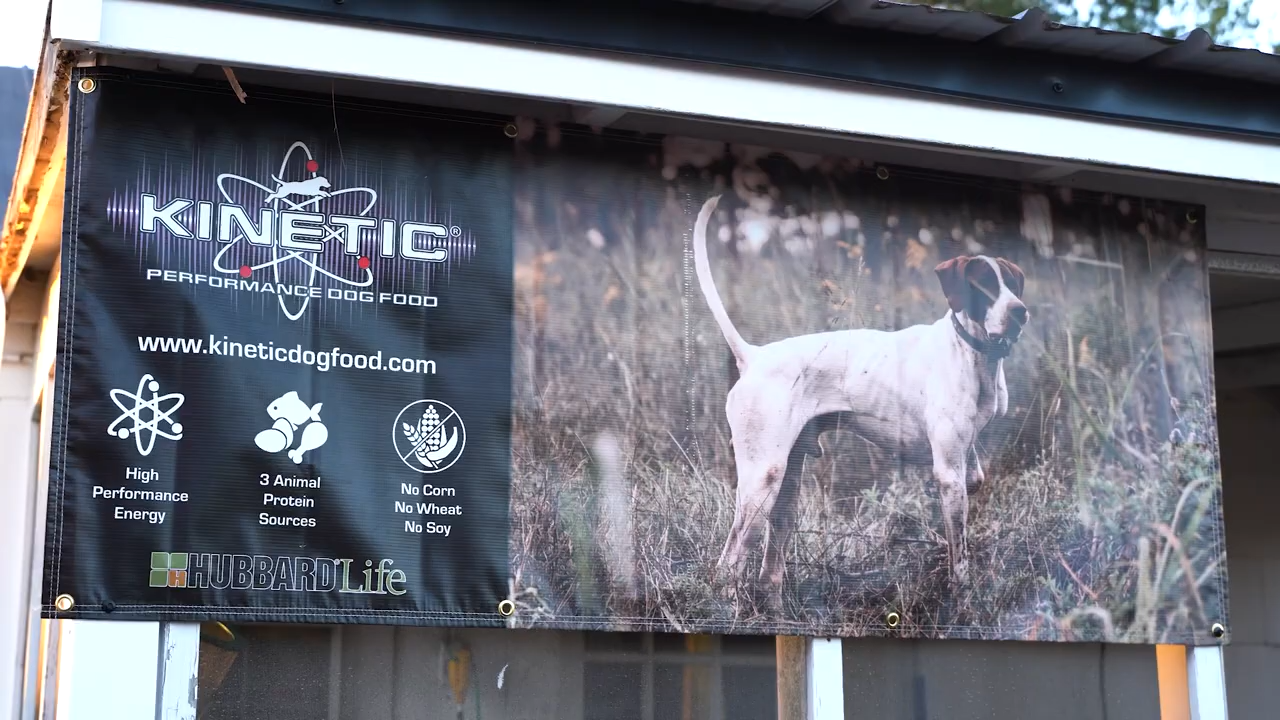 KINETIC®
PERFORMANCE DOG FOOD
www.kineticdogfood.com
High
Performance
Energy
3 Animal
Protein
Sources
No Corn
No Wheat
No Soy
HUBBARD Life